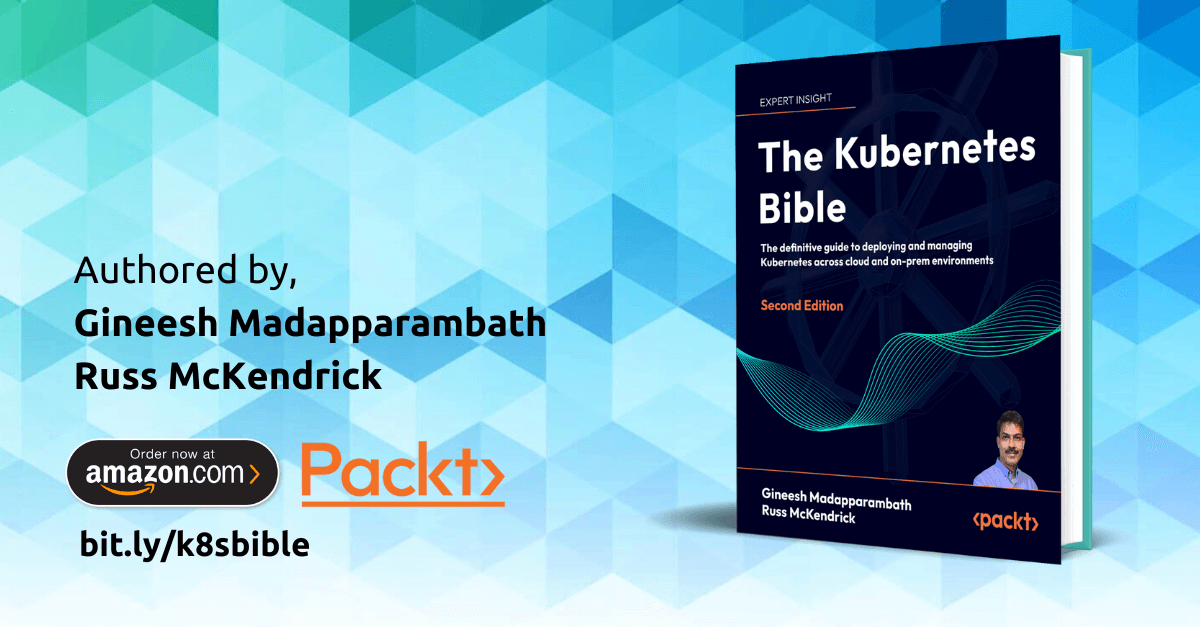 Authored by,
Gineesh Madapparambath
Russ McKendrick
Order now at
amazon.com
Packt
bit.ly/k8sbible
EXPERT INSIGHT
The Kubernetes
Bible
The definitive guide to deploying and managing
Kubernetes across cloud and on-prem environments
Second Edition
Gineesh Madapparambath
Russ McKendrick
<packt>